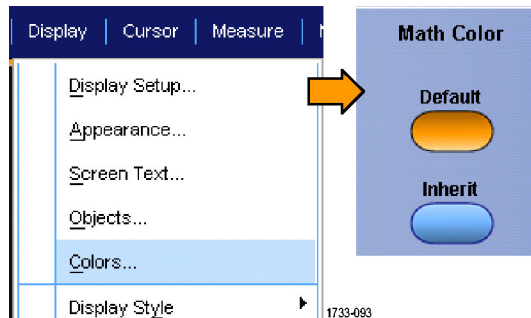 Display Cursor Measure
Display Setup...
Appearance...
Screen Text...
Objects...
Colors...
Display Style
1733-093
Math Color
Default
Inherit